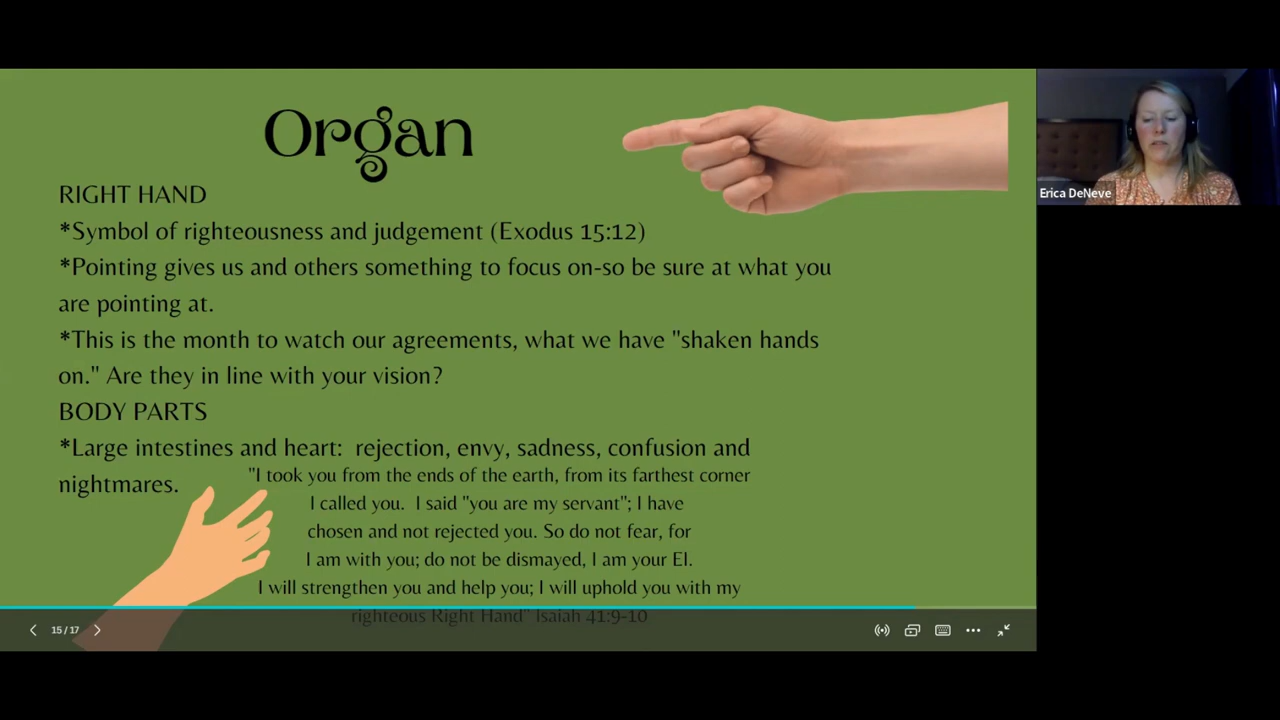 Organ
RIGHT HAND
*Symbol of righteousness and judgement (Exodus 15:12)
*Pointing gives us and others something to focus on-so be sure at what you
are pointing at.
*This is the month to watch our agreements, what we have "shaken hands
on." Are they in line with your vision?
BODY PARTS
*Large intestines and heart:  rejection, envy, sadness, confusion and
nightmares.
"I took you from the ends of the earth, from its farthest corner
I called you.  I said "you are my servant"; I have
chosen and not rejected you. So do not fear, for
I am with you; do not be dismayed, I am your El.
I will strengthen you and help you; I will uphold you with my
righteous Right Hand" Isaiah 41:9-10
15 / 17
Erica DeNeve